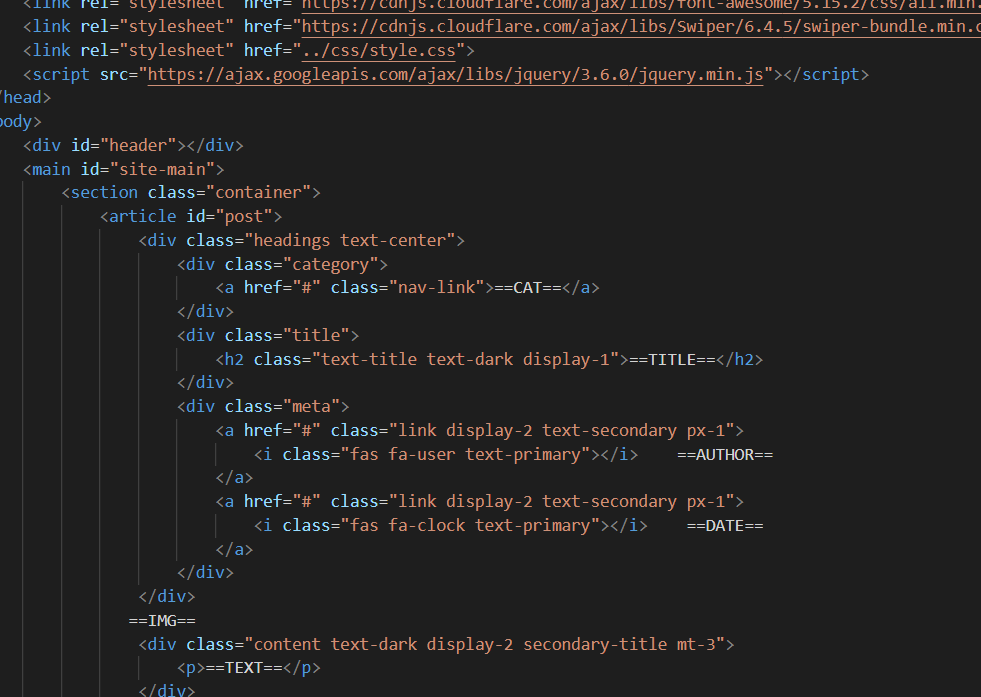 <link rel="stylesheet" href="https://cdnjs.cloudflare.com/ajax/libs/font-awesome/5.15.2/css/all.min.
<link rel="stylesheet" href="https://cdnjs.cloudflare.com/ajax/libs/Swiper/6.4.5/swiper-bundle.min.c
<link rel="stylesheet" href="../css/style.css">
<script src="https://ajax.googleapis.com/ajax/libs/jquery/3.6.0/jquery.min.js"></script>
/head>
body>
<div id="header"></div>
<main id="site-main">
<section class="container">
<article id="post">
<div class="headings text-center">
<div class="category">
<a href="#" class="nav-link">==CAT==</a>
</div>
<div class="title">
<h2 class="text-title text-dark display-1">==TITLE==</h2>
</div>
<div class="meta">
<a href="#" class="link display-2 text-secondary px-1">
<i class="fas fa-user text-primary"></i>    ==AUTHOR==
</a>
<a href="#" class="link display-2 text-secondary px-1">
<i class="fas fa-clock text-primary"></i>    ==DATE==
</a>
</div>
</div>
==IMG==
<div class="content text-dark display-2 secondary-title mt-3">
<p>==TEXT==</p>
</div>